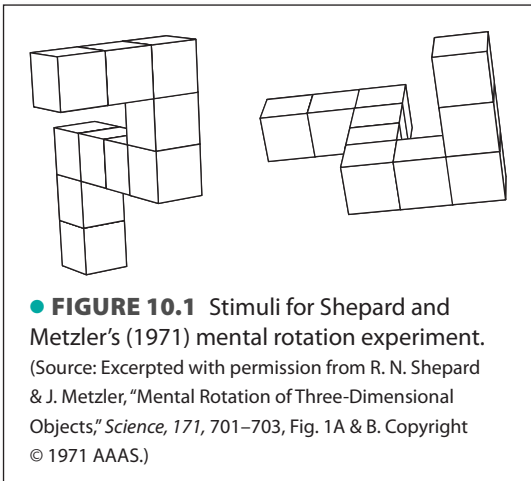 ● FIGURE 10.1 Stimuli for Shepard and
Metzler’s (1971) mental rotation experiment.
(Source: Excerpted with permission from R. N. Shepard
& J. Metzler, “Mental Rotation of Three-Dimensional
Objects,” Science, 171, 701–703, Fig. 1A & B. Copyright
© 1971 AAAS.)